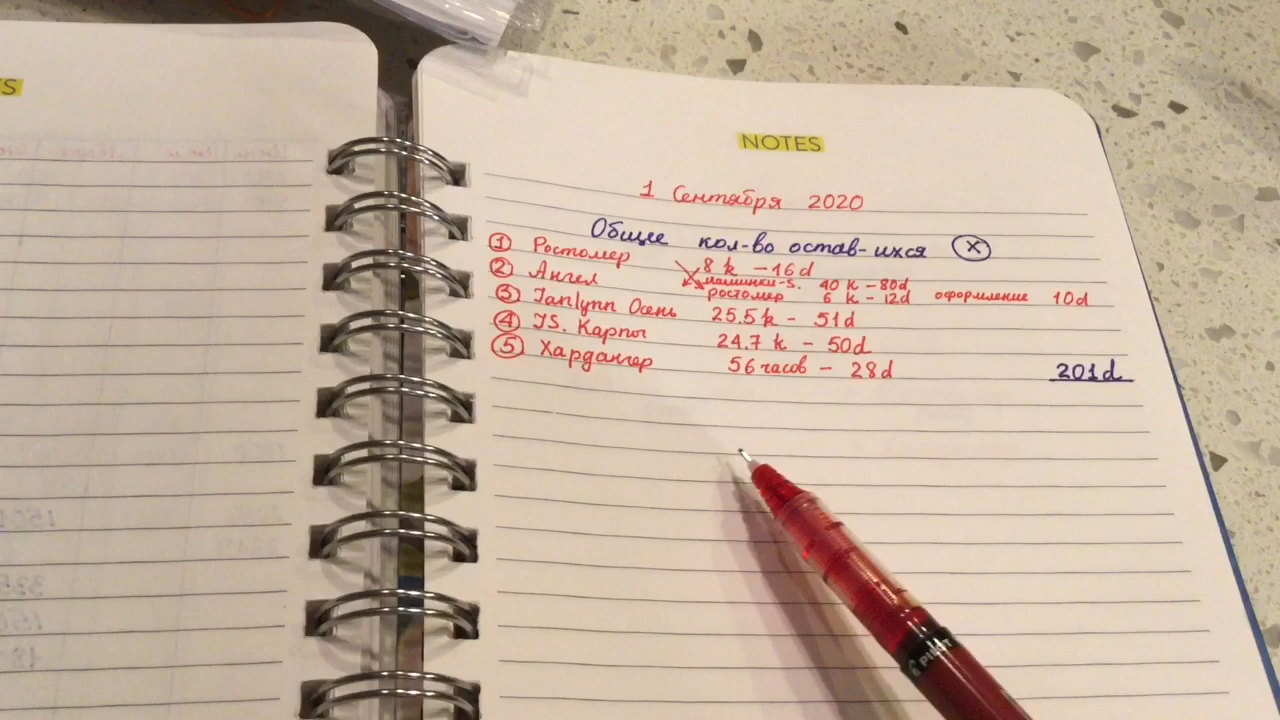 S
NOTES
1 Сентября 2020
Общее кол-во остав-ихся X
1 Ростомер 8 k - 16d
2 Ангел машинки-S. 40 k - 80d
ростомер 6 k - 12d оформление 10d
3 Janlynn Осень 25.5 k - 51d
4 JS. Карпы 24.7 k - 50d
5 Хардангер 56 часов - 28d 201d
PILOT